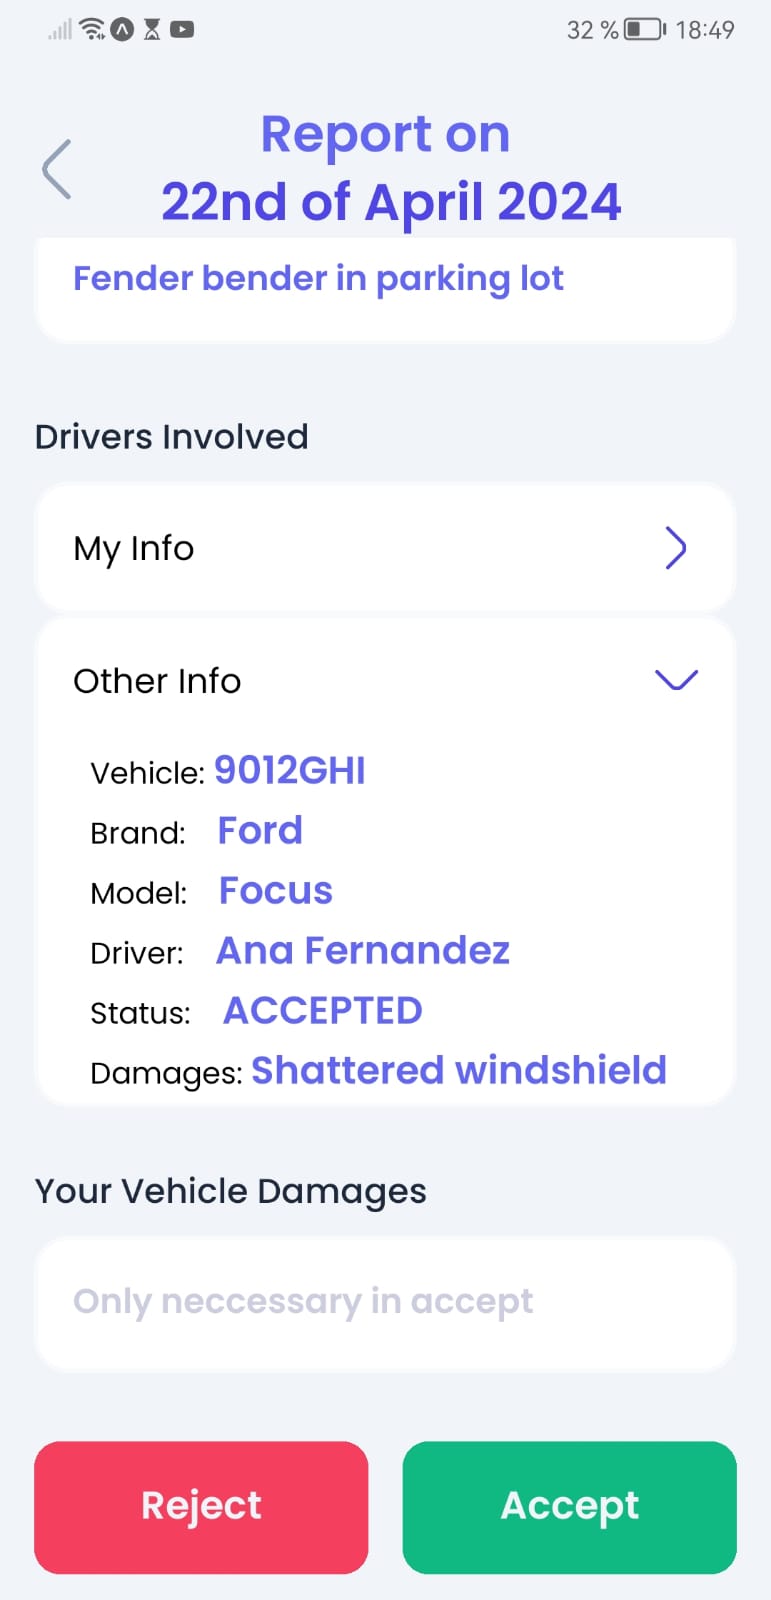 32 % 18:49
Report on
22nd of April 2024
Fender bender in parking lot
Drivers Involved
My Info
Other Info
Vehicle: 9012GHI
Brand: Ford
Model: Focus
Driver: Ana Fernandez
Status: ACCEPTED
Damages: Shattered windshield
Your Vehicle Damages
Only neccessary in accept
Reject Accept